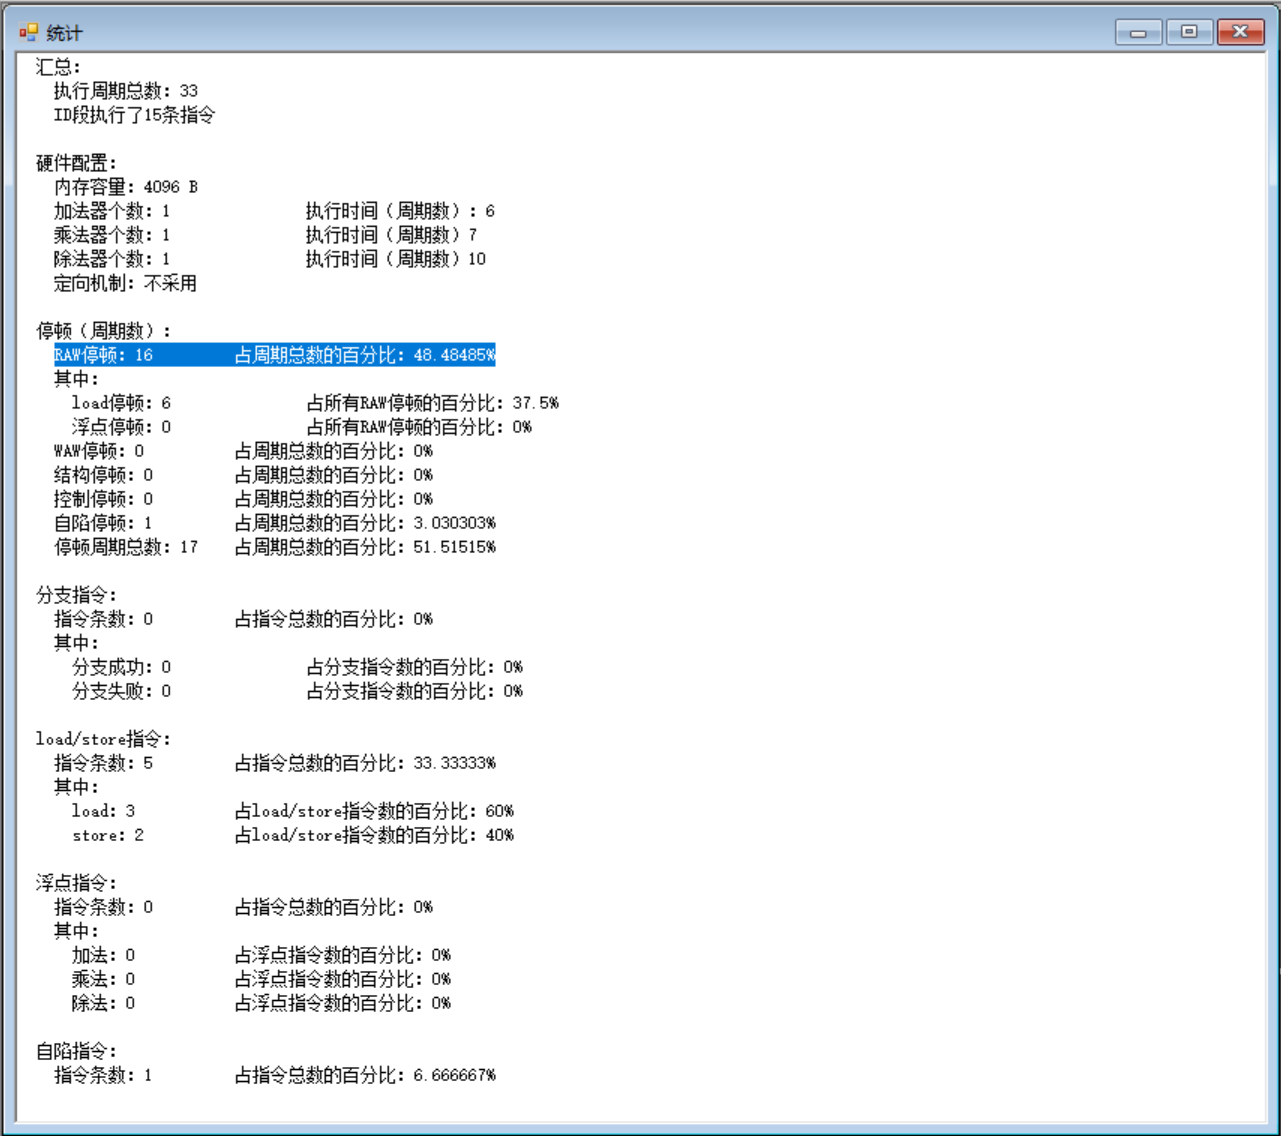 统计
汇总：
执行周期总数：33
ID段执行了15条指令
硬件配置：
内存容量：4096 B
加法器个数：1 执行时间（周期数）：6
乘法器个数：1 执行时间（周期数）7
除法器个数：1 执行时间（周期数）10
定向机制：不采用
停顿（周期数）：
RAW停顿：16 占周期总数的百分比：48.48485%
其中：
load停顿：6 占所有RAW停顿的百分比：37.5%
浮点停顿：0 占所有RAW停顿的百分比：0%
WAW停顿：0 占周期总数的百分比：0%
结构停顿：0 占周期总数的百分比：0%
控制停顿：0 占周期总数的百分比：0%
自陷停顿：1 占周期总数的百分比：3.030303%
停顿周期总数：17 占周期总数的百分比：51.51515%
分支指令：
指令条数：0 占指令总数的百分比：0%
其中：
分支成功：0 占分支指令数的百分比：0%
分支失败：0 占分支指令数的百分比：0%
load/store指令：
指令条数：5 占指令总数的百分比：33.33333%
其中：
load：3 占load/store指令数的百分比：60%
store：2 占load/store指令数的百分比：40%
浮点指令：
指令条数：0 占指令总数的百分比：0%
其中：
加法：0 占浮点指令数的百分比：0%
乘法：0 占浮点指令数的百分比：0%
除法：0 占浮点指令数的百分比：0%
自陷指令：
指令条数：1 占指令总数的百分比：6.666667%